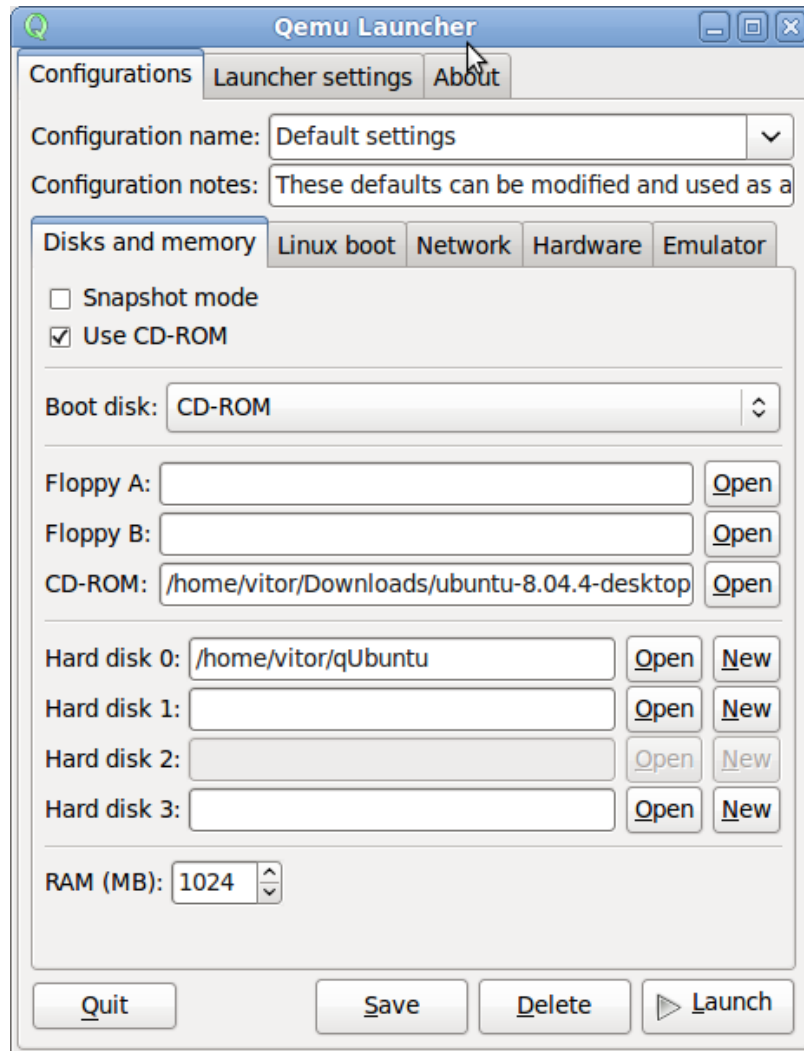 Qemu Launcher
Configurations Launcher settings About
Configuration name: Default settings
Configuration notes: These defaults can be modified and used as a
Disks and memory Linux boot Network Hardware Emulator
Snapshot mode
Use CD-ROM
Boot disk: CD-ROM
Floppy A: Open
Floppy B: Open
CD-ROM: /home/vitor/Downloads/ubuntu-8.04.4-desktop Open
Hard disk 0: /home/vitor/qUbuntu Open New
Hard disk 1: Open New
Hard disk 2: Open New
Hard disk 3: Open New
RAM (MB): 1024
Quit Save Delete Launch